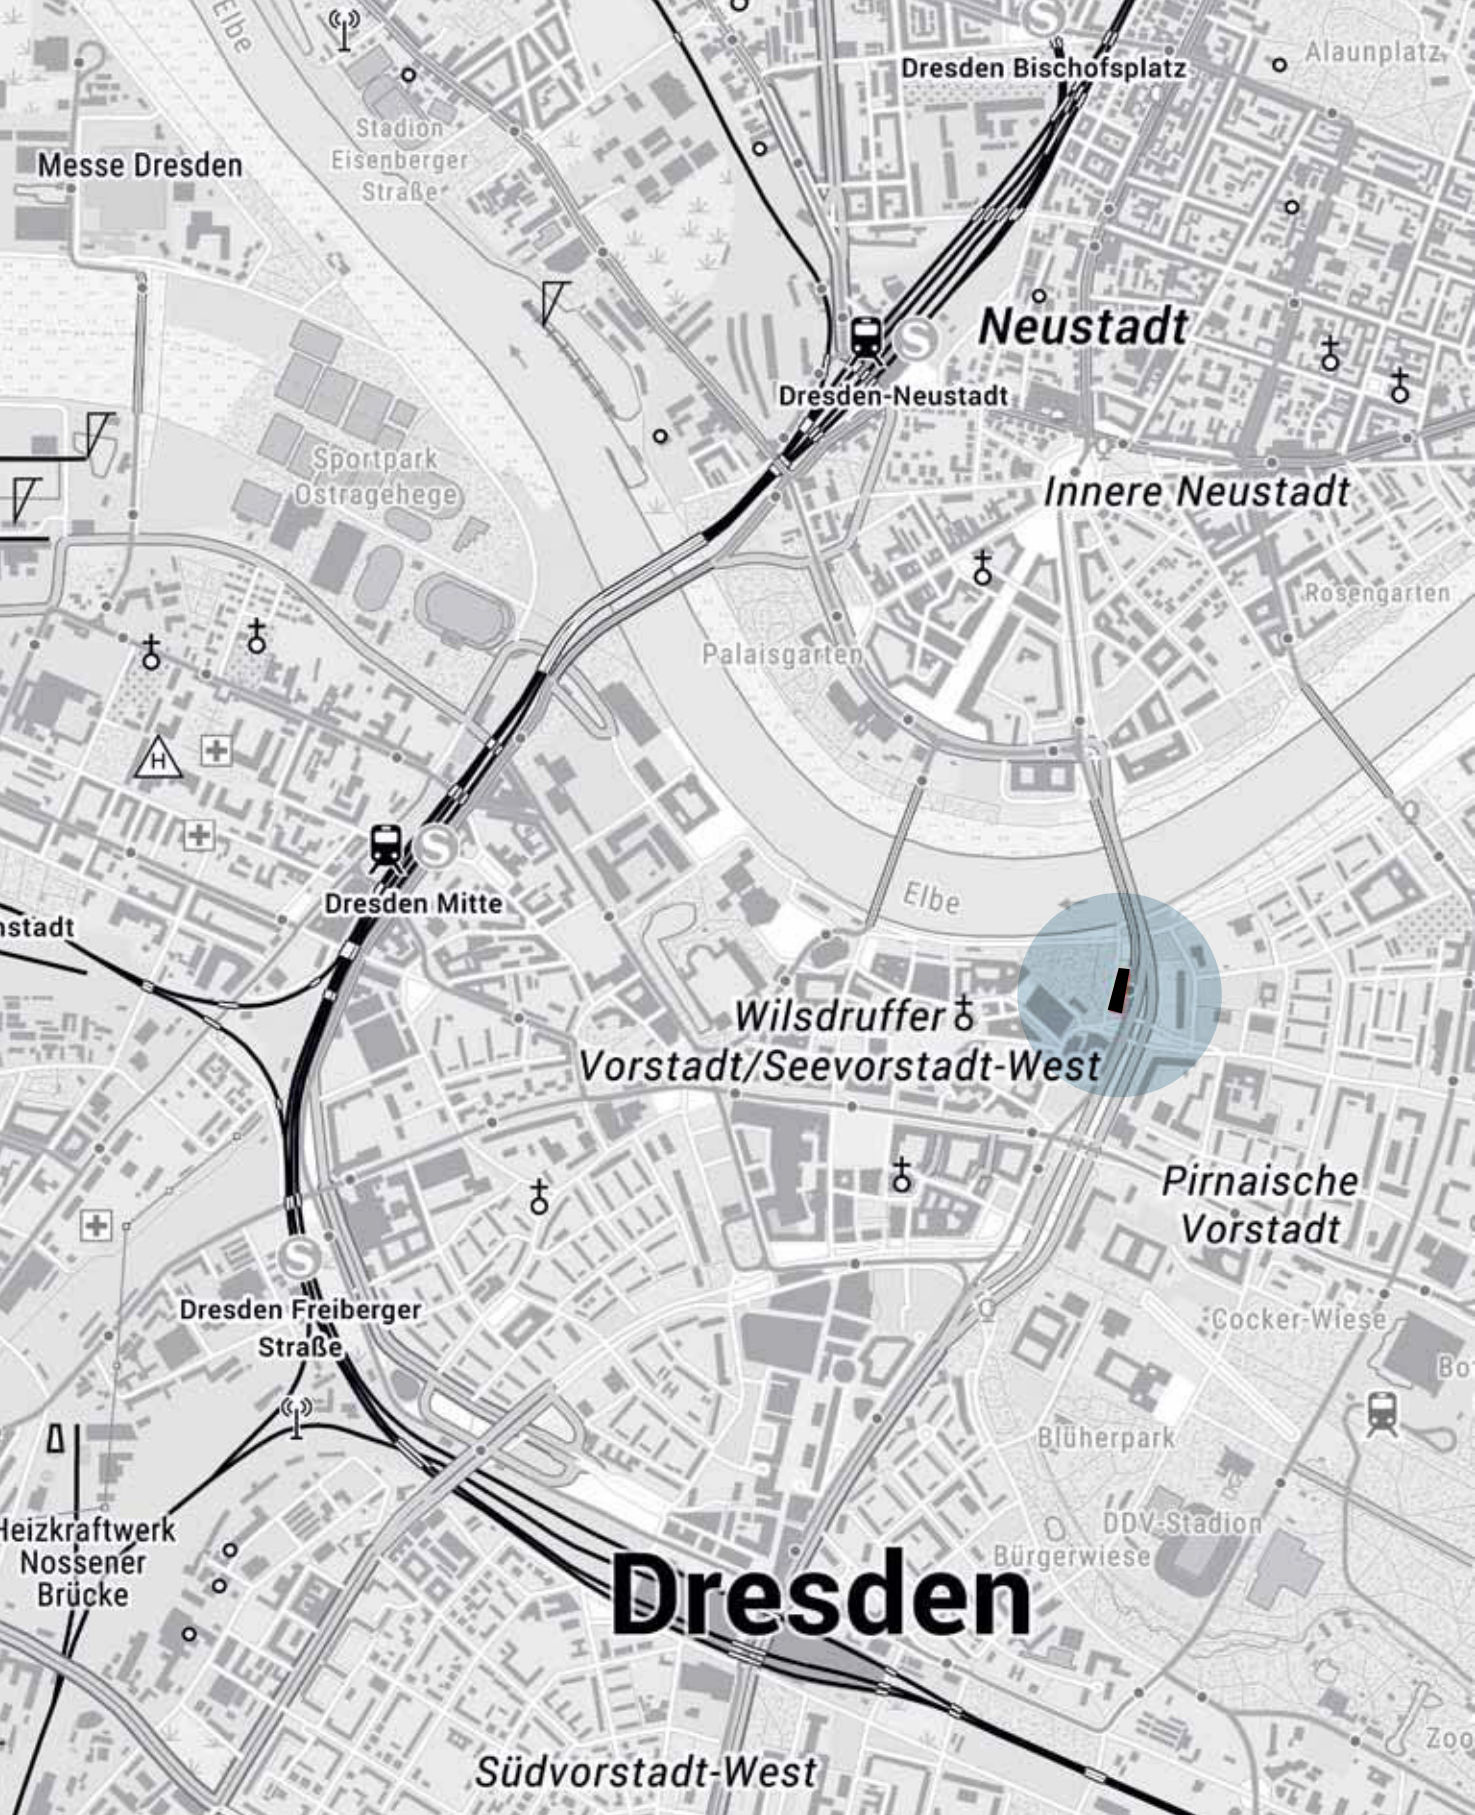 Elbe
S
Dresden Bischofsplatz
Alaunplatz
Stadion
Eisenberger
Straße
Messe Dresden
S
Neustadt
Dresden-Neustadt
Sportpark
Ostragehege
Innere Neustadt
Rosengarten
Palaisgarten
H
S
Dresden Mitte
Elbe
nstadt
Wilsdruffer
Vorstadt/Seevorstadt-West
Pirnaische
Vorstadt
S
Dresden Freiberger
Straße
Cocker-Wiese
Bo
Blüherpark
DDV-Stadion
Bürgerwiese
Heizkraftwerk
Nossener
Brücke
Dresden
Zoo
Südvorstadt-West